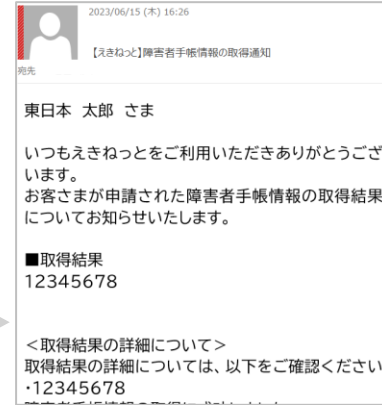 2023/06/15 (木) 16:26
【えきねっと】障害者手帳情報の取得通知
宛先
東日本 太郎 さま
いつもえきねっとをご利用いただきありがとうござ
います。
お客さまが申請された障害者手帳情報の取得結果
についてお知らせいたします。
■取得結果
12345678
＜取得結果の詳細について＞
取得結果の詳細については、以下をご確認ください
・12345678